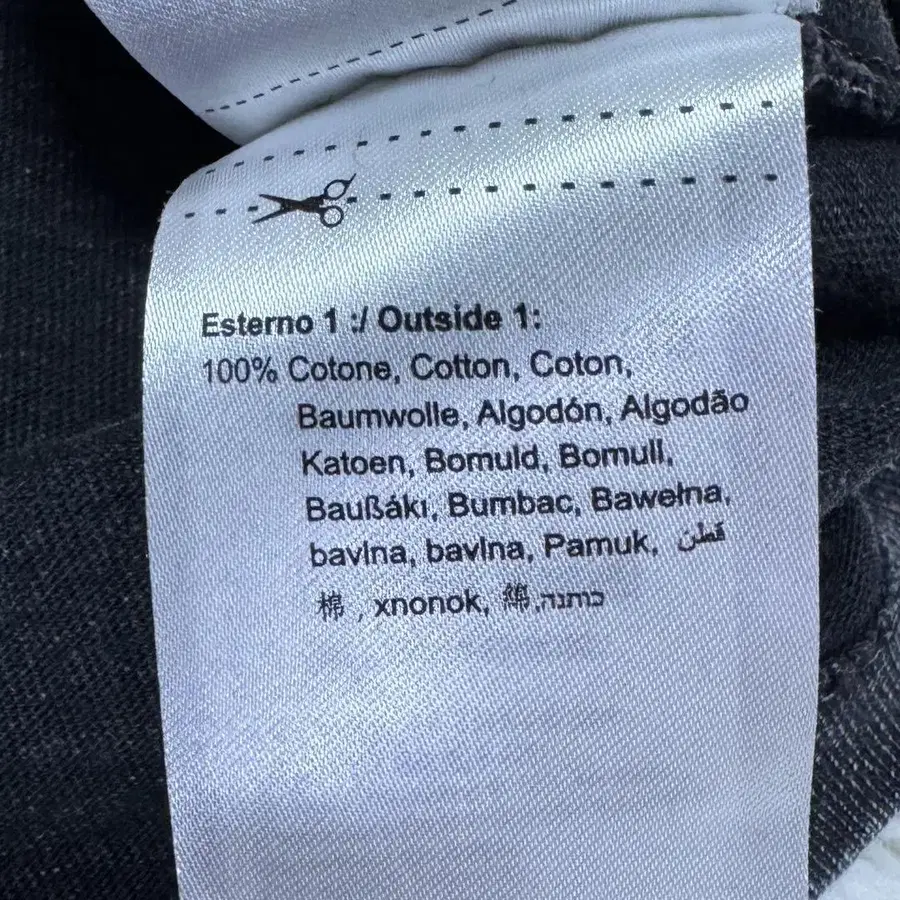 Esterno 1 :/ Outside 1:
100% Cotone, Cotton, Coton,
Baumwolle, Algodón, Algodão
Katoen, Bomuld, Bomull,
Baußákı, Bumbac, Bawełna,
bavlna, bavlna, Pamuk, قطن
棉 , xnonok, 綿,כותנה